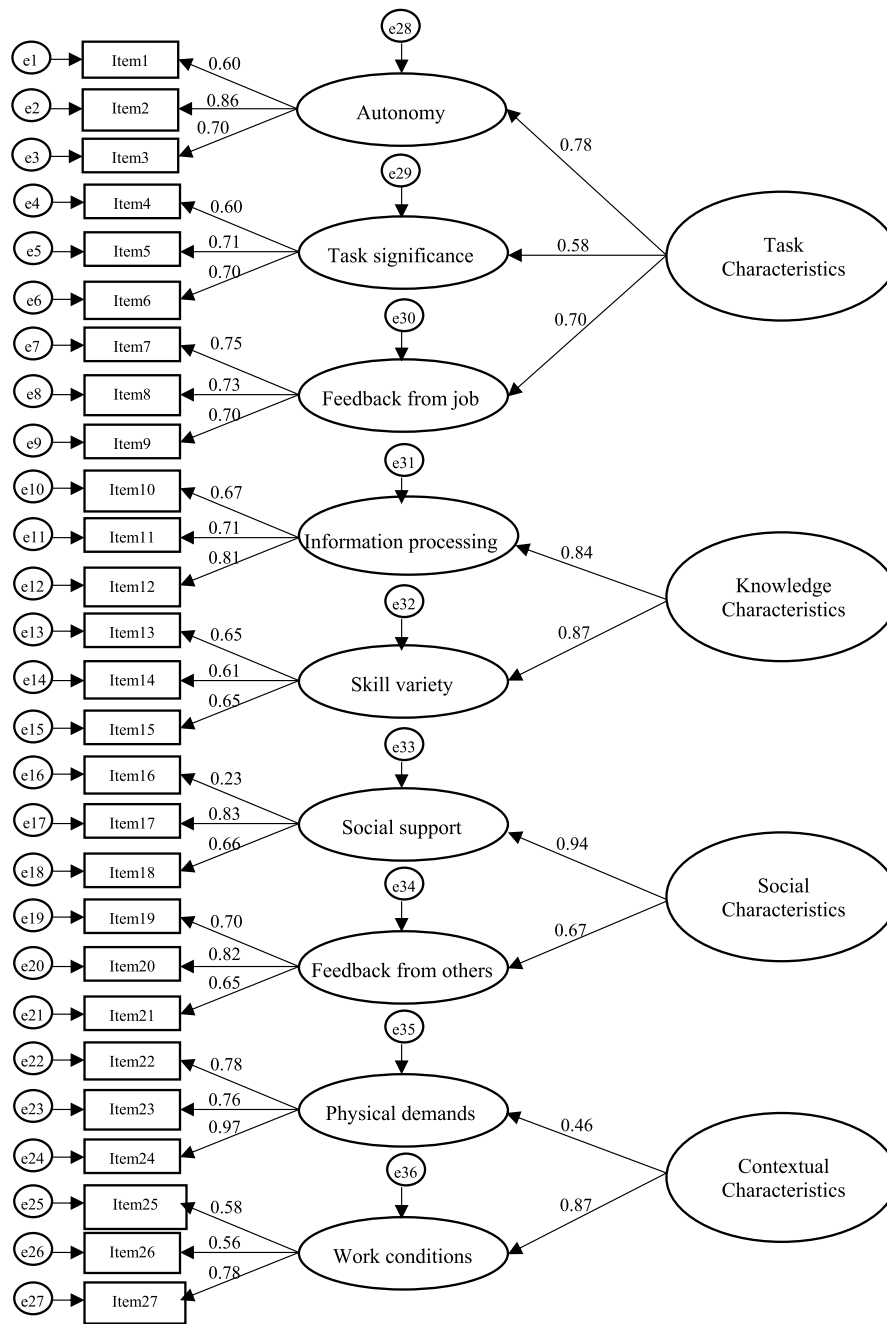 e28
e1
Item1
0.60
e2
Item2
0.86
Autonomy
0.70
e3
Item3
0.78
e29
e4
Item4
0.60
e5
Item5
0.71
Task significance
0.58
Task
Characteristics
0.70
e6
Item6
e30
0.70
e7
Item7
0.75
e8
Item8
0.73
Feedback from job
0.70
e9
Item9
e31
e10
Item10
0.67
e11
Item11
0.71
Information processing
0.84
0.81
e12
Item12
Knowledge
Characteristics
e32
e13
Item13
0.65
0.87
e14
Item14
0.61
Skill variety
0.65
e15
Item15
e33
e16
Item16
0.23
e17
Item17
0.83
Social support
0.66
0.94
e18
Item18
e34
Social
Characteristics
e19
Item19
0.70
0.67
e20
Item20
0.82
Feedback from others
0.65
e21
Item21
e35
e22
Item22
0.78
e23
Item23
0.76
Physical demands
0.46
0.97
e24
Item24
e36
Contextual
Characteristics
e25
Item25
0.58
0.87
e26
Item26
0.56
Work conditions
0.78
e27
Item27